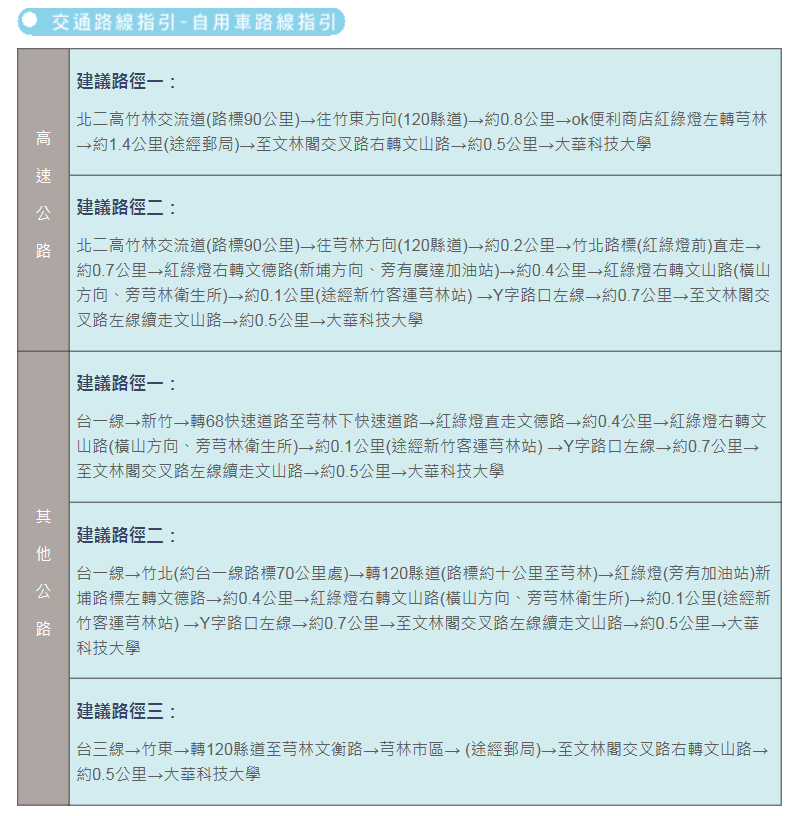 交通路線指引-自用車路線指引
高速公路
建議路徑一：
北二高竹林交流道(路標90公里)→往竹東方向(120縣道)→約0.8公里→ok便利商店紅綠燈左轉芎林
→約1.4公里(途經郵局)→至文林閣交叉路右轉文山路→約0.5公里→大華科技大學
建議路徑二：
北二高竹林交流道(路標90公里)→往芎林方向(120縣道)→約0.2公里→竹北路標(紅綠燈前)直走→
約0.7公里→紅綠燈右轉文德路(新埔方向、旁有廣達加油站)→約0.4公里→紅綠燈右轉文山路(橫山
方向、旁芎林衛生所)→約0.1公里(途經新竹客運芎林站) →Y字路口左線→約0.7公里→至文林閣交
叉路左線續走文山路→約0.5公里→大華科技大學
其他公路
建議路徑一：
台一線→新竹→轉68快速道路至芎林下快速道路→紅綠燈直走文德路→約0.4公里→紅綠燈右轉文
山路(橫山方向、旁芎林衛生所)→約0.1公里(途經新竹客運芎林站) →Y字路口左線→約0.7公里→
至文林閣交叉路左線續走文山路→約0.5公里→大華科技大學
建議路徑二：
台一線→竹北(約台一線路標70公里處)→轉120縣道(路標約十公里至芎林)→紅綠燈(旁有加油站)新
埔路標左轉文德路→約0.4公里→紅綠燈右轉文山路(橫山方向、旁芎林衛生所)→約0.1公里(途經新
竹客運芎林站) →Y字路口左線→約0.7公里→至文林閣交叉路左線續走文山路→約0.5公里→大華
科技大學
建議路徑三：
台三線→竹東→轉120縣道至芎林文衡路→芎林市區→ (途經郵局)→至文林閣交叉路右轉文山路→
約0.5公里→大華科技大學